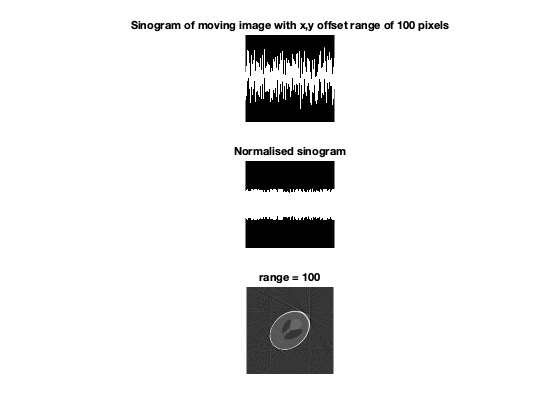 Sinogram of moving image with x,y offset range of 100 pixels
Normalised sinogram
range = 100